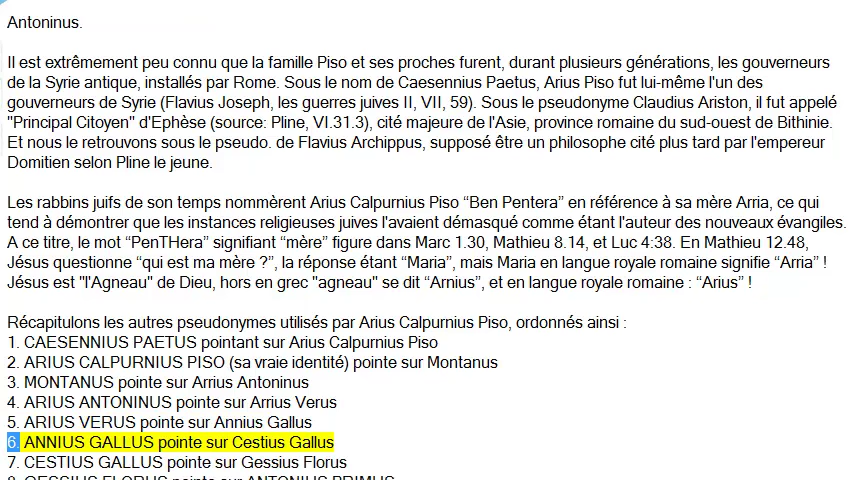 Antoninus.
Il est extrêmement peu connu que la famille Piso et ses proches furent, durant plusieurs générations, les gouverneurs
de la Syrie antique, installés par Rome. Sous le nom de Caesennius Paetus, Arius Piso fut lui-même l'un des
gouverneurs de Syrie (Flavius Joseph, les guerres juives II, VII, 59). Sous le pseudonyme Claudius Ariston, il fut appelé
"Principal Citoyen" d'Ephèse (source: Pline, VI.31.3), cité majeure de l'Asie, province romaine du sud-ouest de Bithinie.
Et nous le retrouvons sous le pseudo. de Flavius Archippus, supposé être un philosophe cité plus tard par l'empereur
Domitien selon Pline le jeune.
Les rabbins juifs de son temps nommèrent Arius Calpurnius Piso “Ben Pentera” en référence à sa mère Arria, ce qui
tend à démontrer que les instances religieuses juives l'avaient démasqué comme étant l'auteur des nouveaux évangiles.
A ce titre, le mot “PenTHera” signifiant “mère” figure dans Marc 1.30, Mathieu 8.14, et Luc 4:38. En Mathieu 12.48,
Jésus questionne “qui est ma mère ?”, la réponse étant “Maria”, mais Maria en langue royale romaine signifie “Arria” !
Jésus est "l'Agneau" de Dieu, hors en grec "agneau" se dit “Arnius”, et en langue royale romaine : “Arius” !
Récapitulons les autres pseudonymes utilisés par Arius Calpurnius Piso, ordonnés ainsi :
1. CAESENNIUS PAETUS pointant sur Arius Calpurnius Piso
2. ARIUS CALPURNIUS PISO (sa vraie identité) pointe sur Montanus
3. MONTANUS pointe sur Arrius Antoninus
4. ARIUS ANTONINUS pointe sur Arrius Verus
5. ARIUS VERUS pointe sur Annius Gallus
6. ANNIUS GALLUS pointe sur Cestius Gallus
7. CESTIUS GALLUS pointe sur Gessius Florus
8. GESSIUS FLORUS pointe sur ANTONIUS PRIMUS